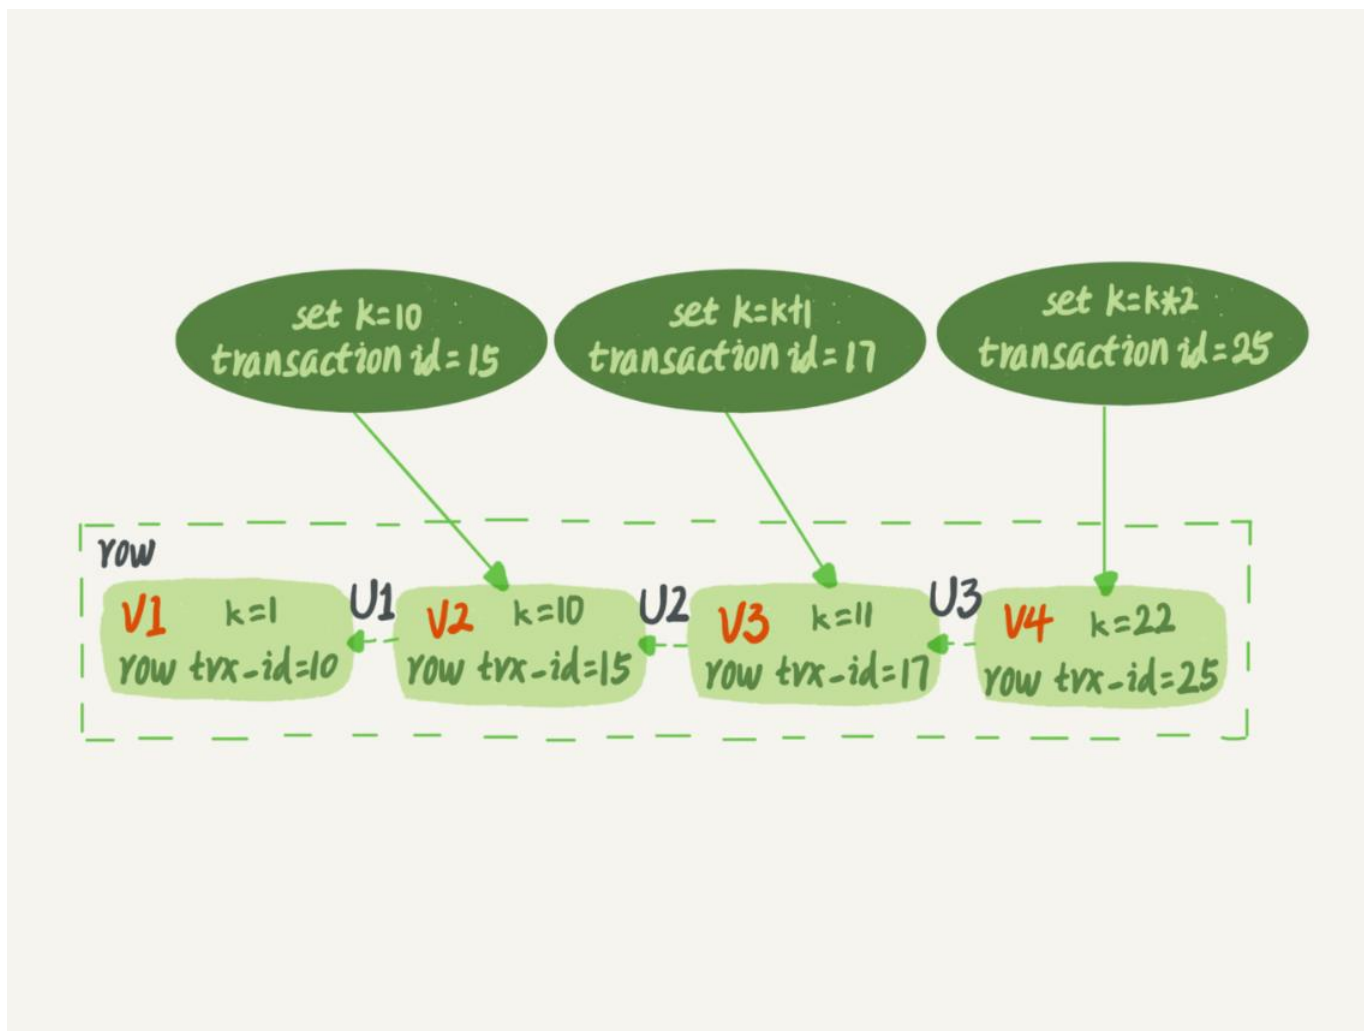 set k=10
transaction id=15
set k=k+1
transaction id=17
set k=k*2
transaction id=25
row
V1 k=1
row trx-id=10
U1
V2 k=10
row trx-id=15
U2
V3 k=11
row trx-id=17
U3
V4 k=22
row trx-id=25